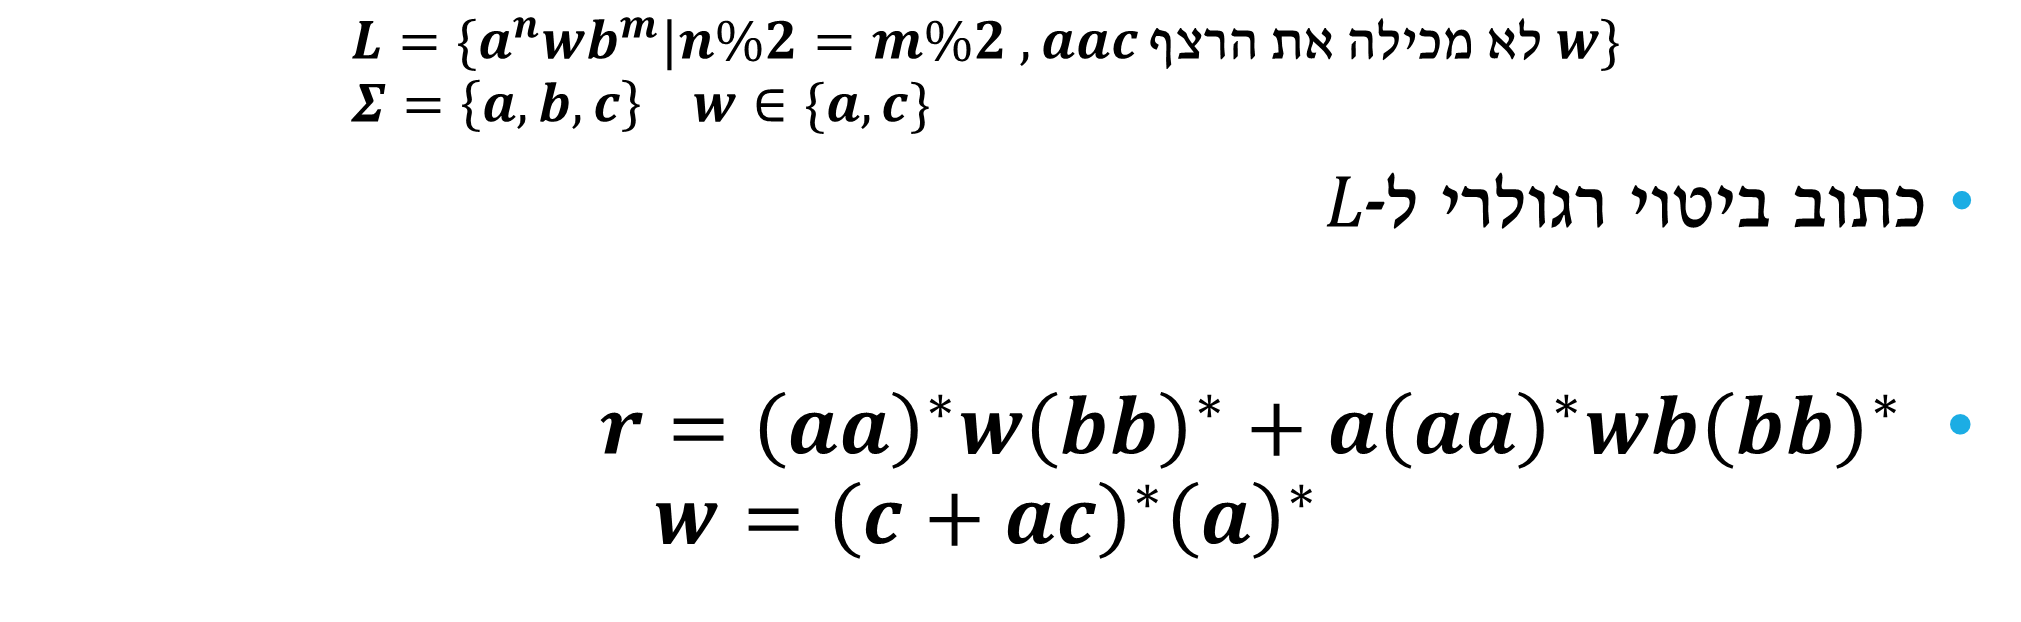 L = {aⁿwbᵐ|n%2 = m%2 , aac לא מכילה את הרצף w}
Σ = {a, b, c} w ∈ {a, c}
• כתוב ביטוי רגולרי ל-L
• r = (aa)*w(bb)* + a(aa)*wb(bb)*
w = (c + ac)*(a)*